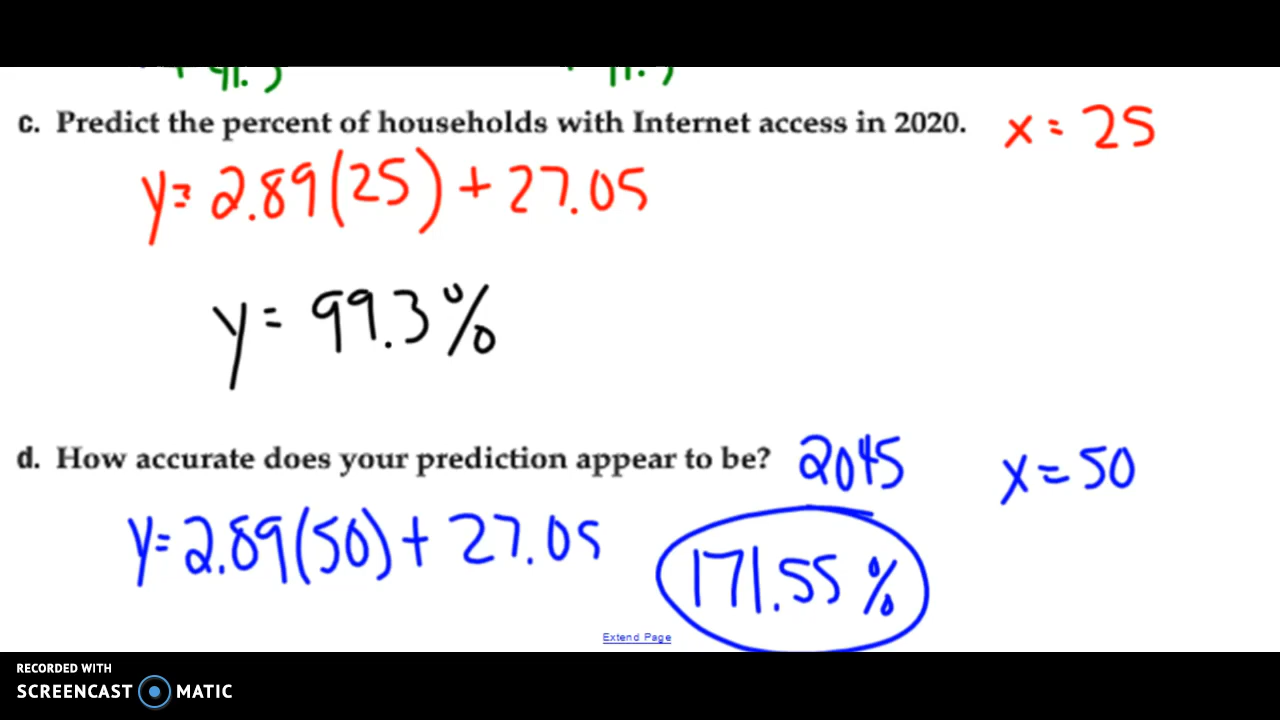 c. Predict the percent of households with Internet access in 2020. x = 25
y = 2.89(25) + 27.05
y = 99.3%
d. How accurate does your prediction appear to be? 2045 x = 50
y = 2.89(50) + 27.05 171.55%
Extend Page
RECORDED WITH
SCREENCAST MATIC